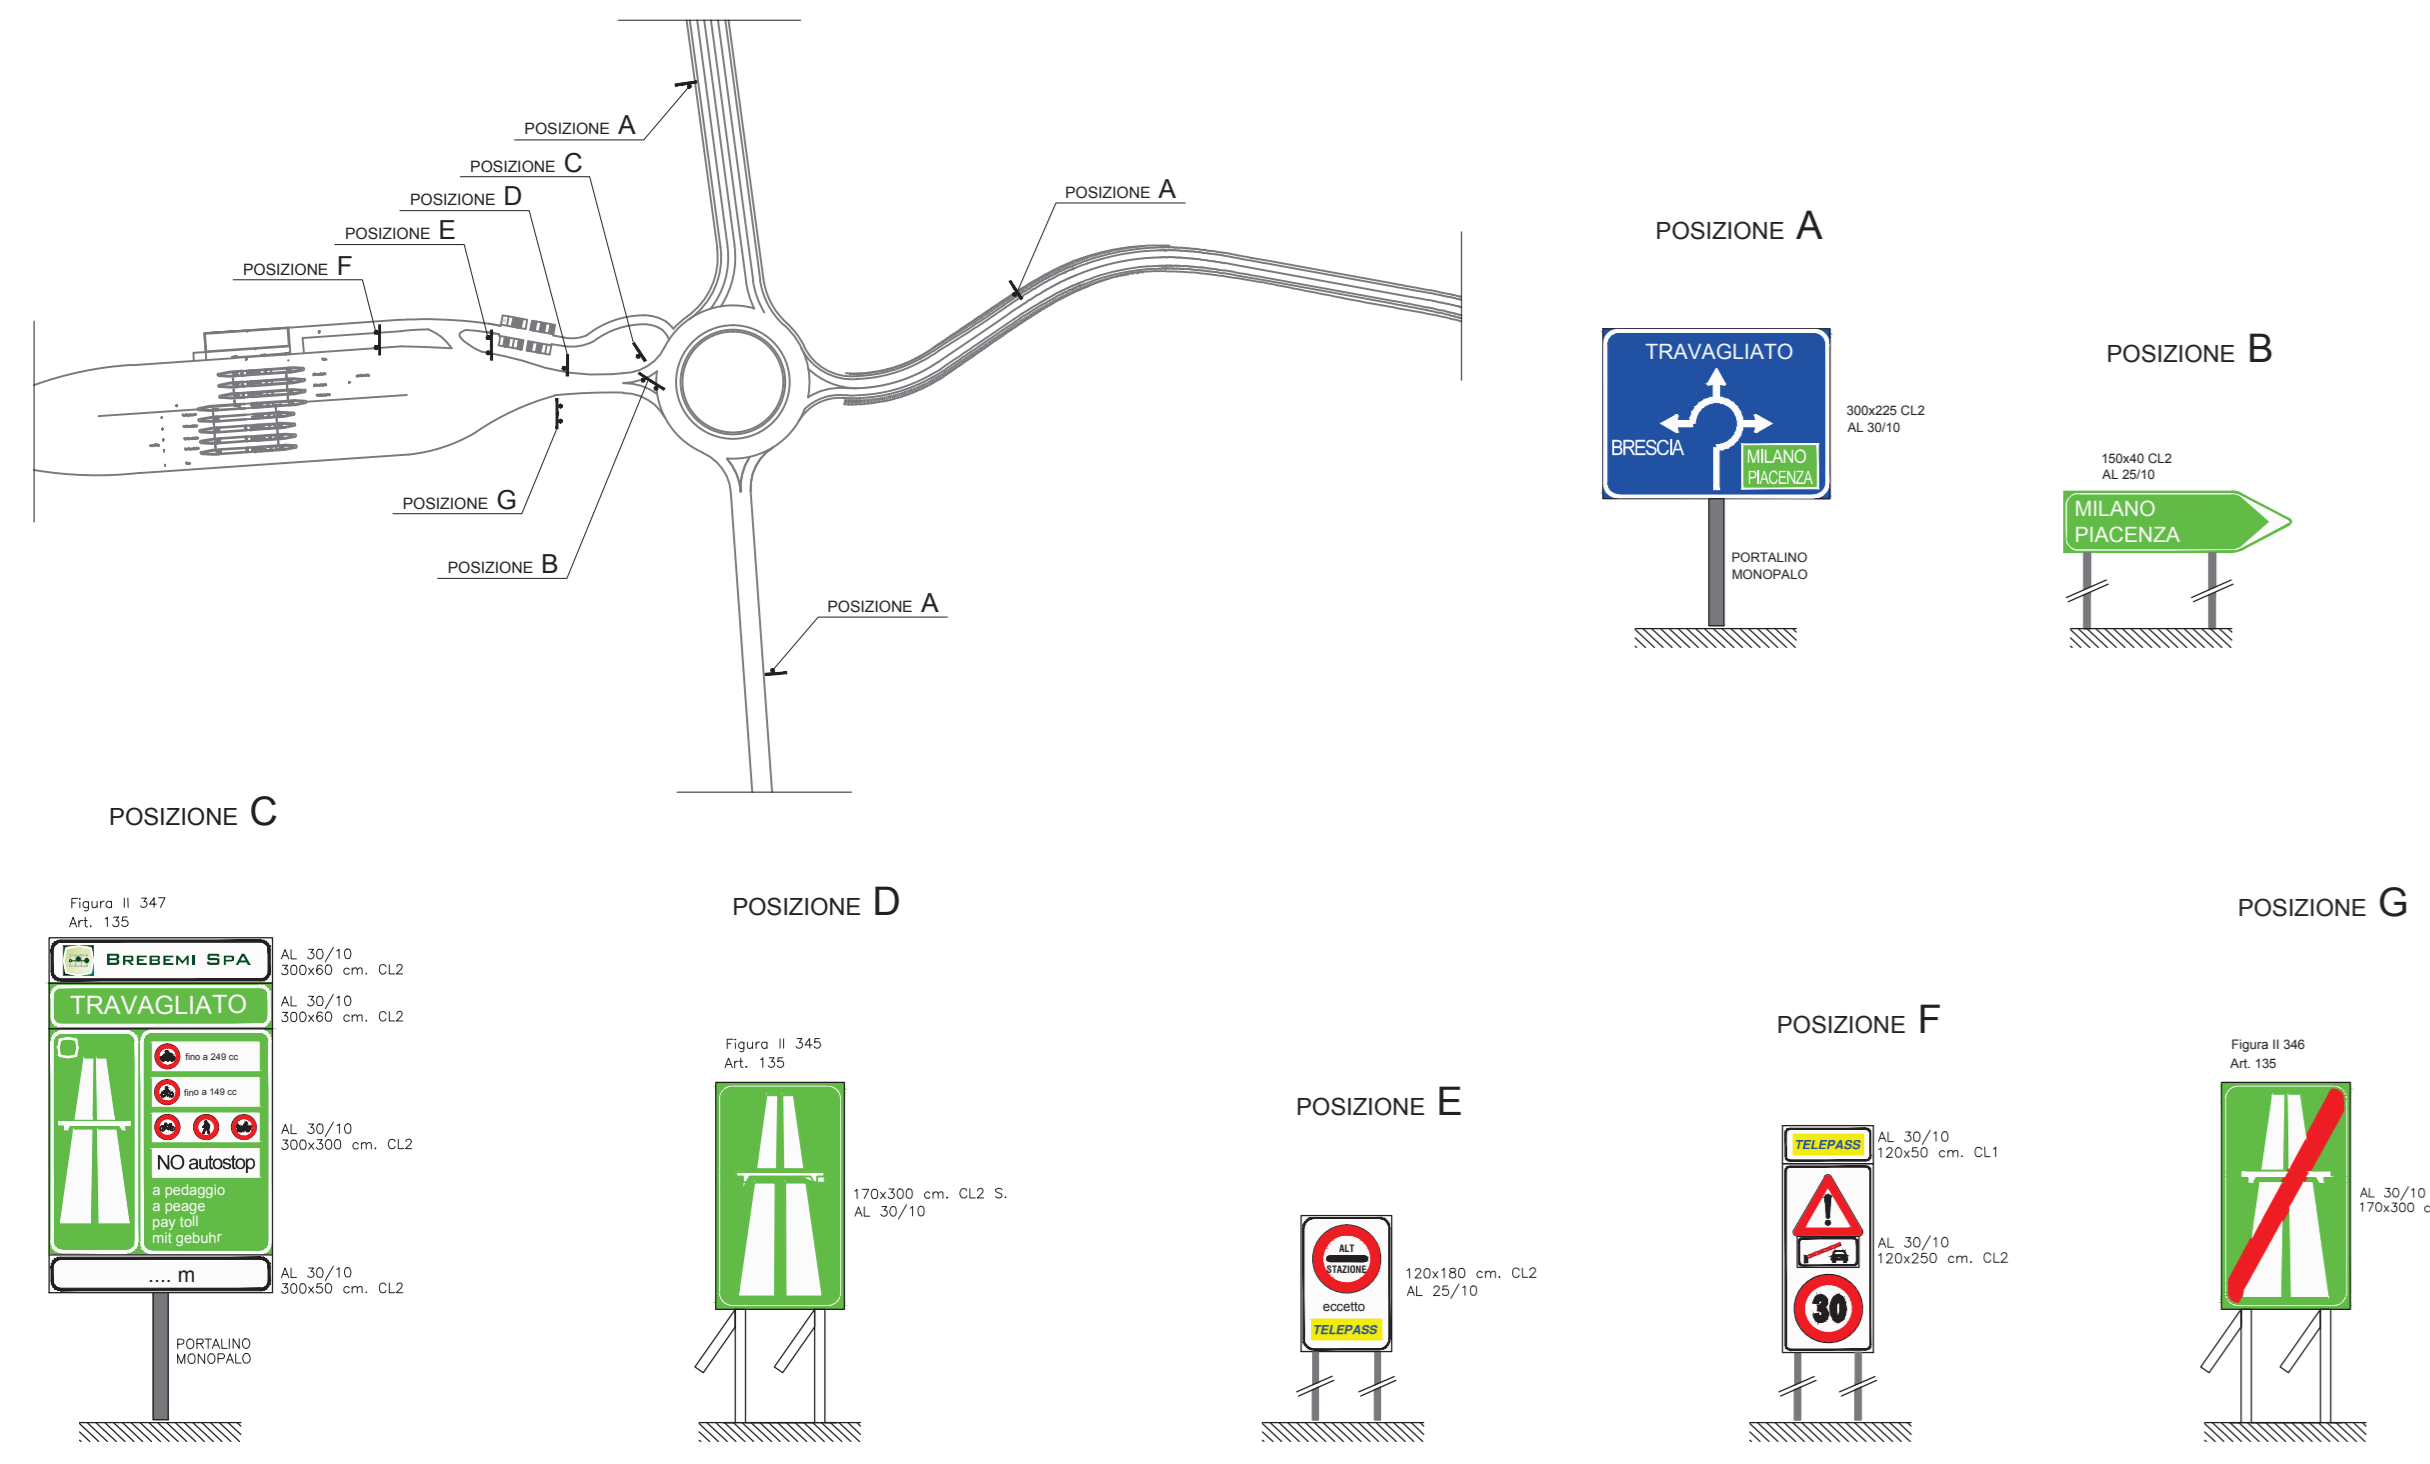 POSIZIONE A
POSIZIONE C
POSIZIONE D
POSIZIONE E
POSIZIONE F
POSIZIONE A
POSIZIONE G
POSIZIONE B
POSIZIONE A
POSIZIONE A
TRAVAGLIATO
BRESCIA
MILANO
PIACENZA
300x225 CL2
AL 30/10
PORTALINO
MONOPALO
POSIZIONE B
150x40 CL2
AL 25/10
MILANO
PIACENZA
POSIZIONE C
Figura II 347
Art. 135
BREBEMI SPA
AL 30/10
300x60 cm. CL2
TRAVAGLIATO
AL 30/10
300x60 cm. CL2
fino a 249 cc
fino a 149 cc
NO autostop
a pedaggio
a peage
pay toll
mit gebuhr
AL 30/10
300x300 cm. CL2
.... m
AL 30/10
300x50 cm. CL2
PORTALINO
MONOPALO
POSIZIONE D
Figura II 345
Art. 135
170x300 cm. CL2 S.
AL 30/10
POSIZIONE E
ALT
STAZIONE
eccetto
TELEPASS
120x180 cm. CL2
AL 25/10
POSIZIONE F
TELEPASS
AL 30/10
120x50 cm. CL1
AL 30/10
120x250 cm. CL2
30
POSIZIONE G
Figura II 346
Art. 135
AL 30/10
170x300 c